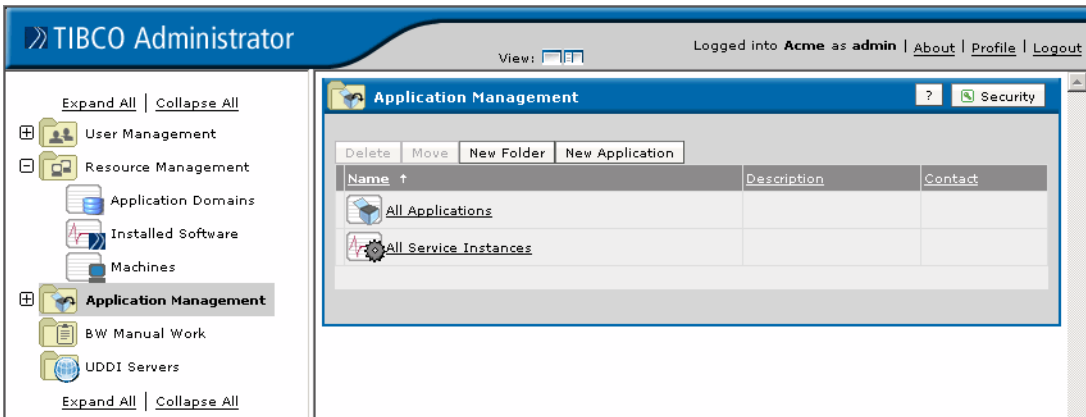 TIBCO Administrator
View:
Logged into Acme as admin | About | Profile | Logout
Expand All | Collapse All
User Management
Resource Management
Application Domains
Installed Software
Machines
Application Management
BW Manual Work
UDDI Servers
Expand All | Collapse All
Application Management
? Security
Delete Move New Folder New Application
Name ↑ Description Contact
All Applications
All Service Instances